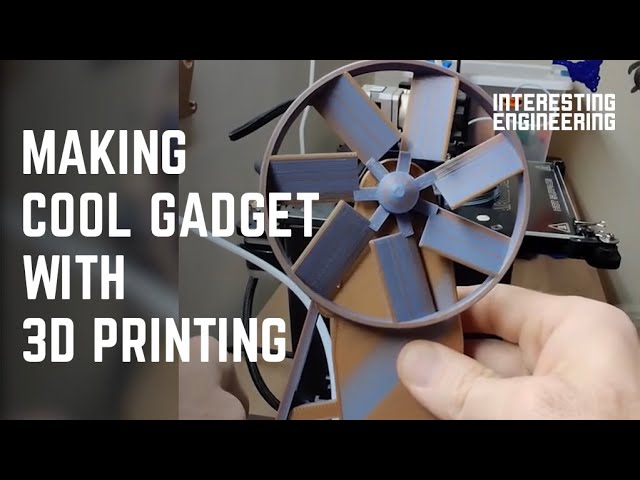 MAKING
COOL GADGET
WITH
3D PRINTING
INTERESTING
ENGINEERING